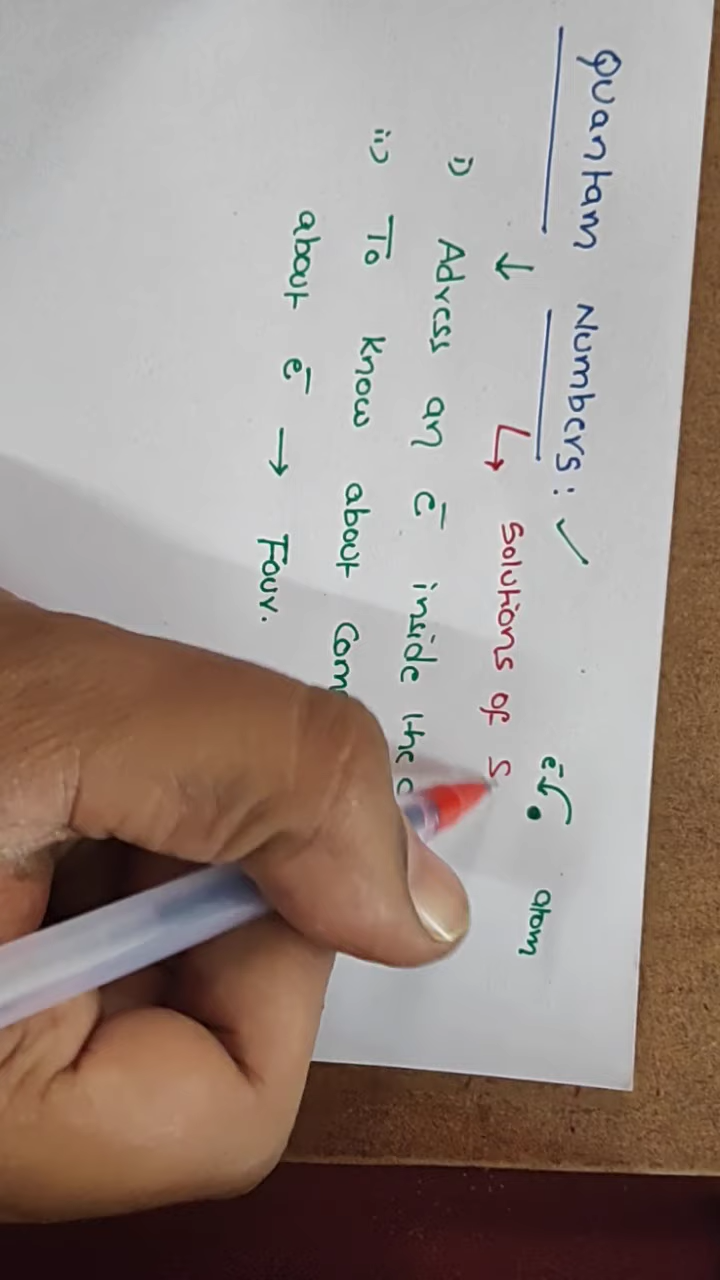 Quantam Numbers: ✓
e⁻ atom
↓ ↳ Solutions of S
i) Adress an e⁻ inside the
ii) To know about Com
about e⁻ → Four.